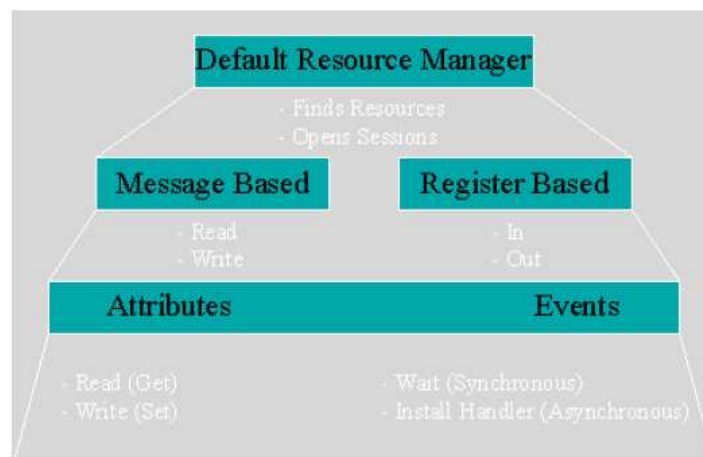 Default Resource Manager
- Finds Resources
- Opens Sessions
Message Based
Register Based
- Read
- Write
- In
- Out
Attributes
Events
- Read (Get)
- Write (Set)
- Wait (Synchronous)
- Install Handler (Asynchronous)